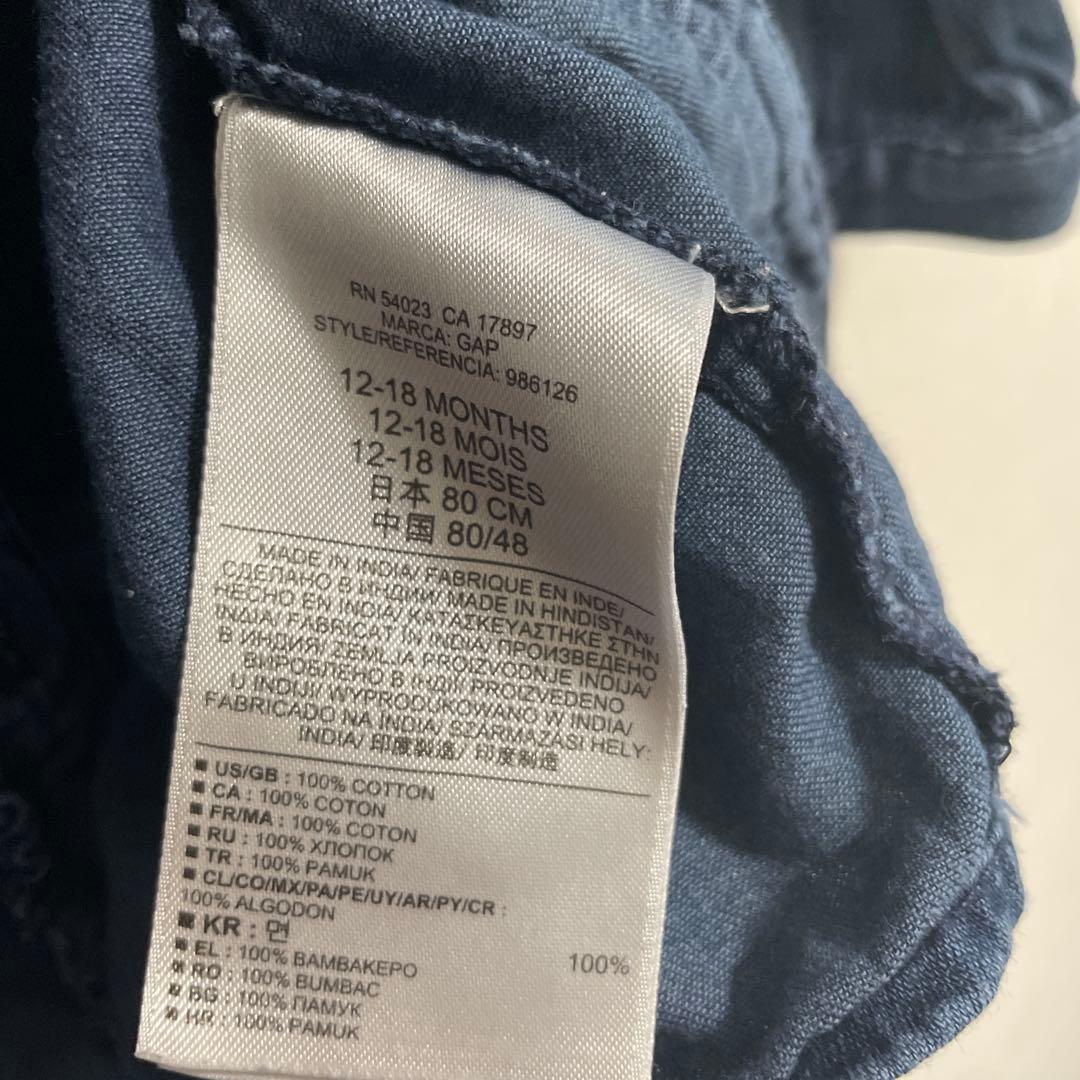 RN 54023 CA 17897
MARCA: GAP
STYLE/REFERENCIA: 986126
12-18 MONTHS
12-18 MOIS
12-18 MESES
日本 80 CM
中国 80/48
MADE IN INDIA/ FABRIQUE EN INDE/
СДЕЛАНО В ИНДИИ/ MADE IN HINDISTAN/
HECHO EN INDIA/ ΚΑΤΑΣΚΕΥΑΣΤΗΚΕ ΣΤΗΝ
INΔIA/ FABRICAT IN INDIA/ ПРОИЗВЕДЕНО
В ИНДИЯ/ ZEMLJA PROIZVODNJE INDIJA/
ВИРОБЛЕНО В ІНДІЇ/ PROIZVEDENO
U INDIJI/ WYPRODUKOWANO W INDIA/
FABRICADO NA INDIA/ SZÁRMAZÁSI HELY:
INDIA/ 印度製造/ 印度製造
US/GB : 100% COTTON
CA : 100% COTON
FR/MA : 100% COTON
RU : 100% ХЛОПОК
TR : 100% PAMUK
CL/CO/MX/PA/PE/UY/AR/PY/CR :
100% ALGODON
KR : 면 100%
EL : 100% ΒΑΜΒΑΚΕΡΟ
RO : 100% BUMBAC
BG : 100% ПАМУК
HR : 100% PAMUK